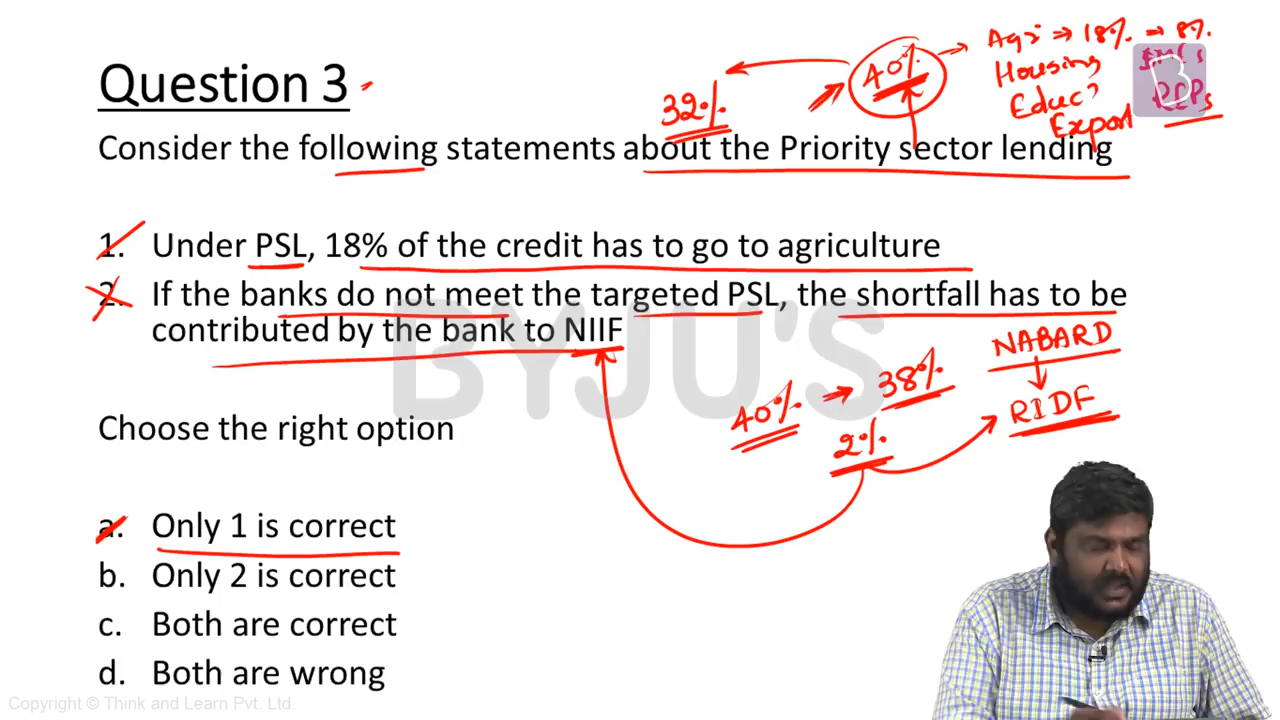 Question 3
32%
40%
Agri → 18% → 8%
Housing
Educ
Export
Consider the following statements about the Priority sector lending
1. Under PSL, 18% of the credit has to go to agriculture
2. If the banks do not meet the targeted PSL, the shortfall has to be
contributed by the bank to NIIF
NABARD
RIDF
40% → 38%
2%
BYJU'S
Choose the right option
a. Only 1 is correct
b. Only 2 is correct
c. Both are correct
d. Both are wrong
Copyright © Think and Learn Pvt. Ltd.